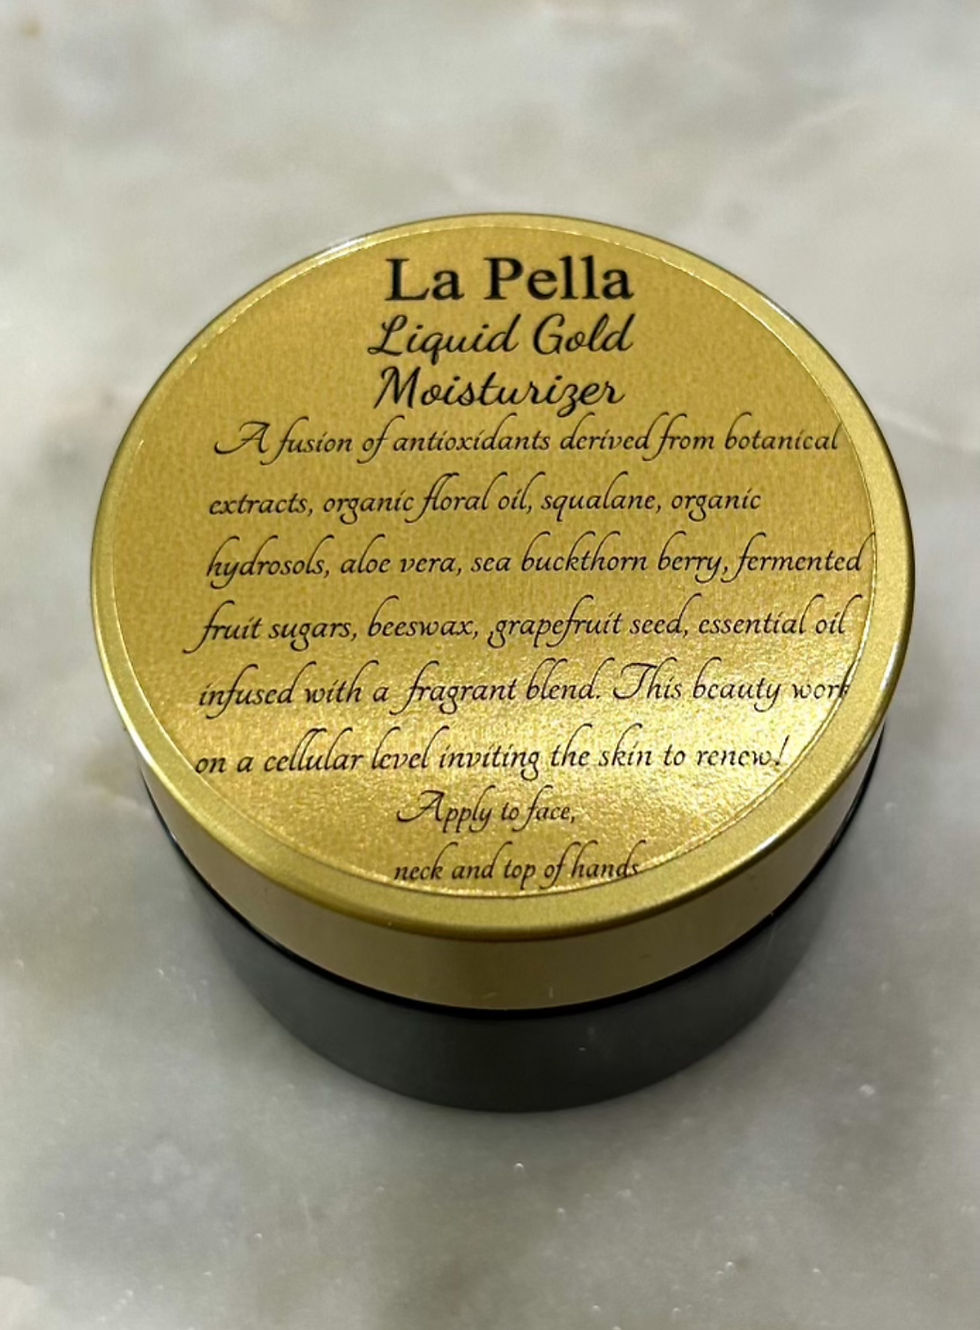 La Pella
Liquid Gold
Moisturizer
A fusion of antioxidants derived from botanical
extracts, organic floral oil, squalane, organic
hydrosols, aloe vera, sea buckthorn berry, fermented
fruit sugars, beeswax, grapefruit seed, essential oil
infused with a fragrant blend. This beauty work
on a cellular level inviting the skin to renew!
Apply to face,
neck and top of hands